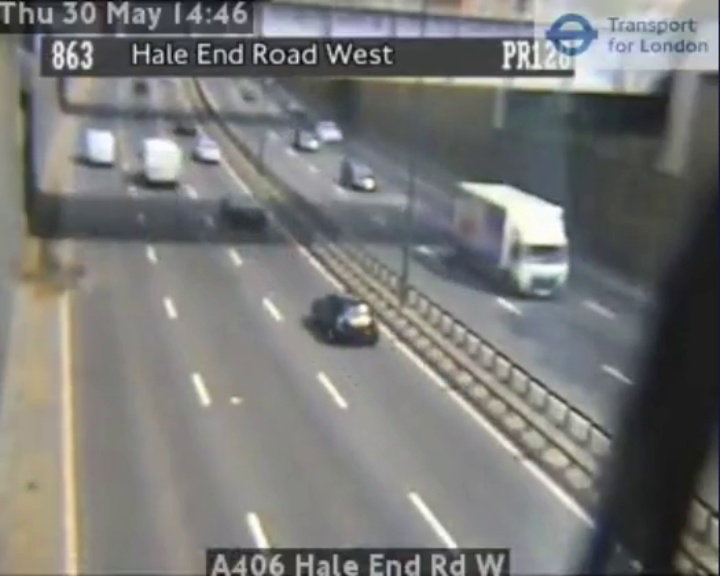 Thu 30 May 14:46
Transport
for London
863 Hale End Road West PR128
A406 Hale End Rd W